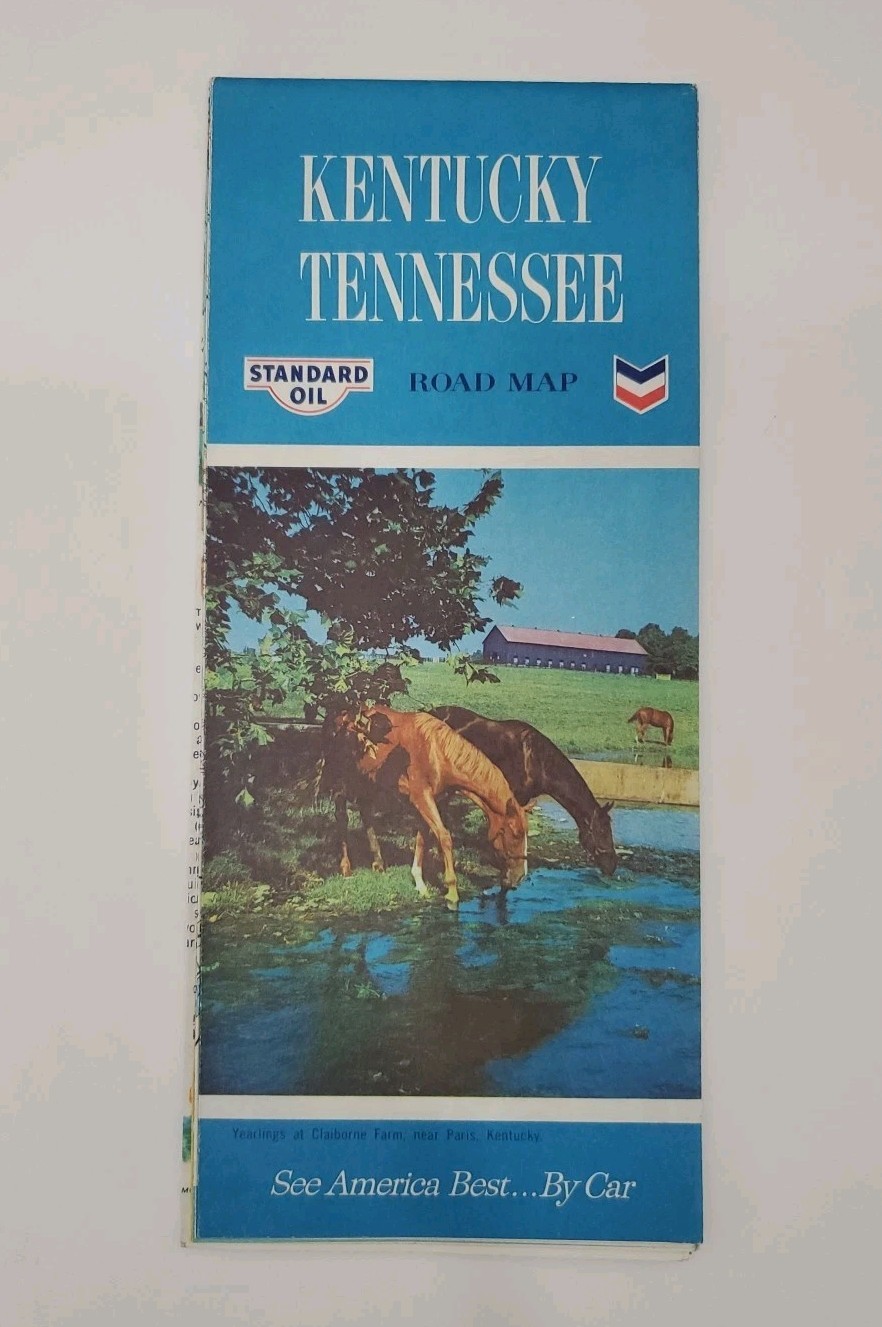 KENTUCKY
TENNESSEE
STANDARD
OIL
ROAD MAP
Yearlings at Claiborne Farm, near Paris, Kentucky.
See America Best...By Car